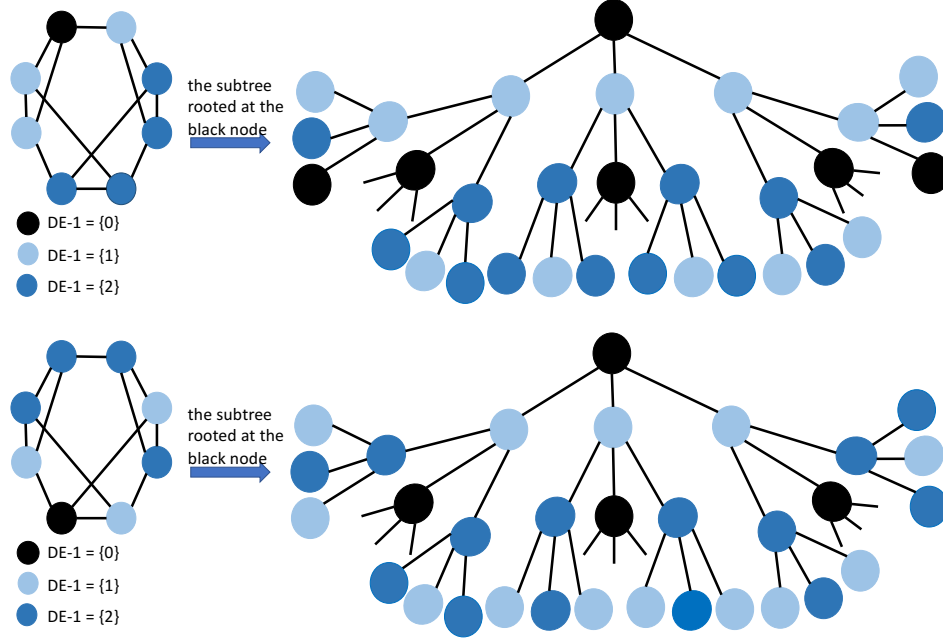 the subtree
rooted at the
black node
DE-1 = {0}
DE-1 = {1}
DE-1 = {2}
the subtree
rooted at the
black node
DE-1 = {0}
DE-1 = {1}
DE-1 = {2}